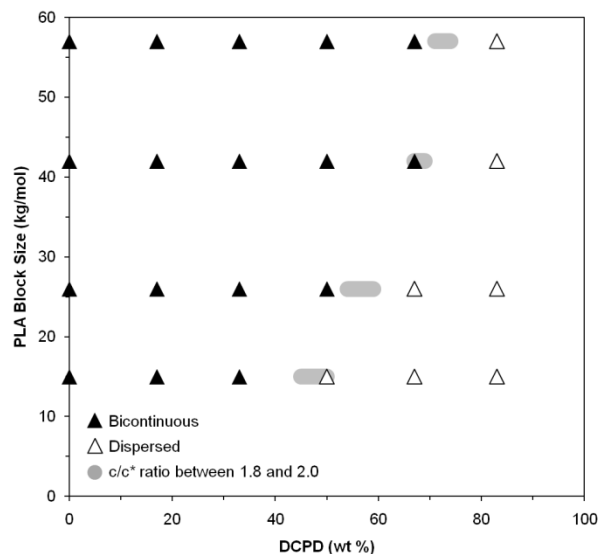 60
50
40
30
20
10
0
PLA Block Size (kg/mol)
Bicontinuous
Dispersed
c/c* ratio between 1.8 and 2.0
0 20 40 60 80 100
DCPD (wt %)